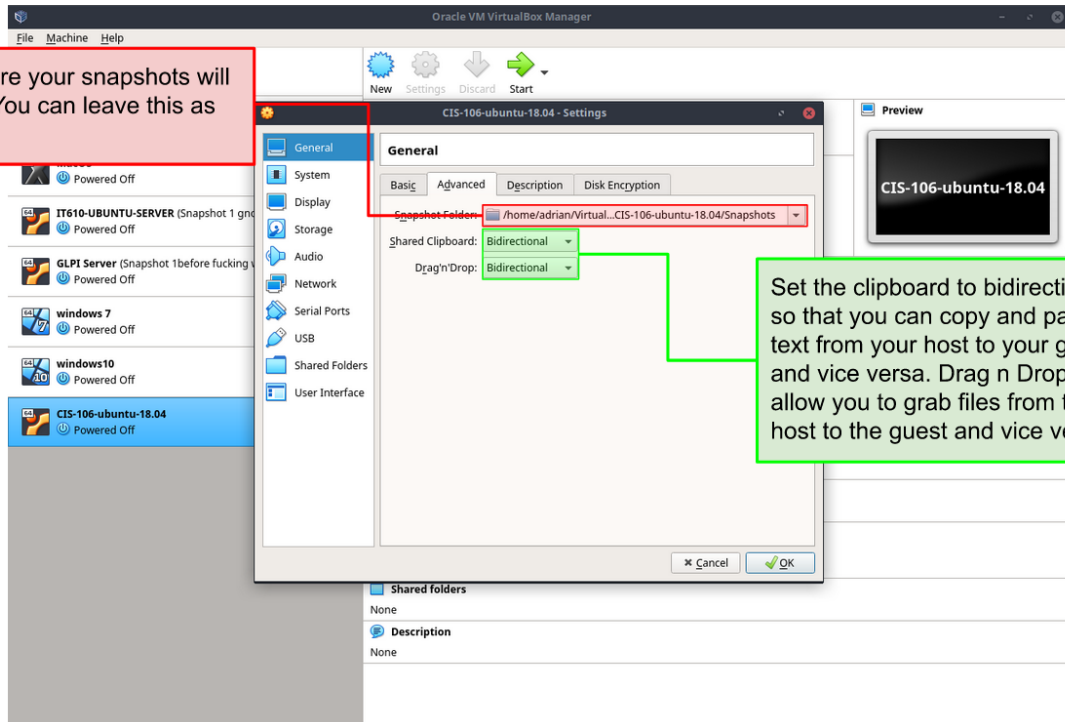 Oracle VM VirtualBox Manager
File Machine Help
re your snapshots will
You can leave this as
New Settings Discard Start
Powered Off
IT610-UBUNTU-SERVER (Snapshot 1
Powered Off
GLPI Server (Snapshot 1before fucking
Powered Off
windows 7
Powered Off
windows10
Powered Off
CIS-106-ubuntu-18.04
Powered Off
CIS-106-ubuntu-18.04 - Settings
General
System
Display
Storage
Audio
Network
Serial Ports
USB
Shared Folders
User Interface
General
Basic Advanced Description Disk Encryption
Snapshot Folder: /home/adrian/Virtual...CIS-106-ubuntu-18.04/Snapshots
Shared Clipboard: Bidirectional
Drag'n'Drop: Bidirectional
Cancel OK
Preview
CIS-106-ubuntu-18.04
Set the clipboard to bidirecti
so that you can copy and pa
text from your host to your g
and vice versa. Drag n Drop
allow you to grab files from t
host to the guest and vice ve
Shared folders
None
Description
None